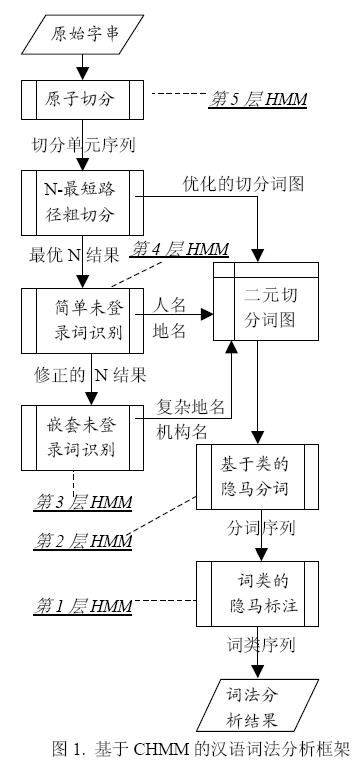 原始字串
原子切分
第5层HMM
切分单元序列
N-最短路
径粗切分
优化的切分词图
最优N结果
第4层HMM
简单未登
录词识别
人名
地名
二元切
分词图
修正的 N结果
嵌套未登
录词识别
复杂地名
机构名
第3层HMM
第2层HMM
基于类的
隐马分词
分词序列
第1层HMM
词类的
隐马标注
词类序列
词法分
析结果
图 1. 基于 CHMM 的汉语词法分析框架